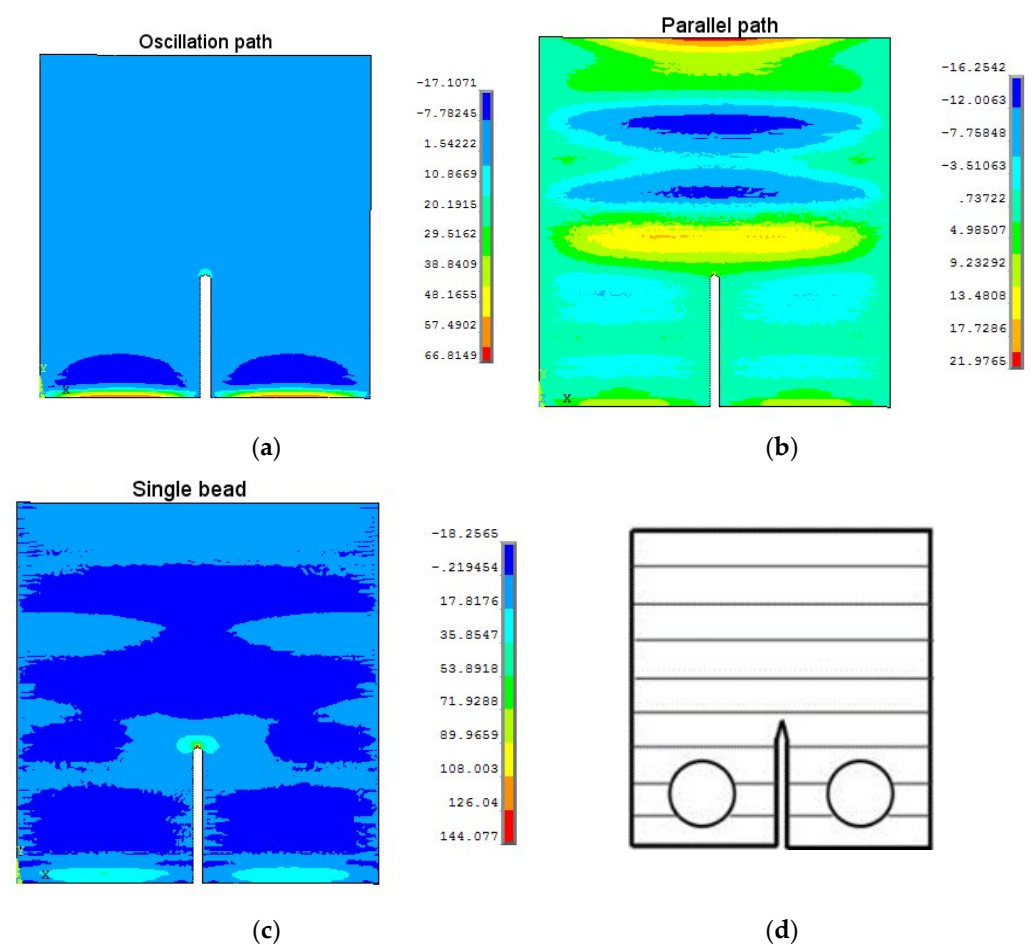 Oscillation path
-17.1071
-7.78245
1.54222
10.8669
20.1915
29.5162
38.8409
48.1655
57.4902
66.8149
Y
X
(a)
Parallel path
-16.2542
-12.0063
-7.75848
-3.51063
.73722
4.98507
9.23292
13.4808
17.7286
21.9765
Y
Z X
(b)
Single bead
-18.2565
-.219454
17.8176
35.8547
53.8918
71.9288
89.9659
108.003
126.04
144.077
Y
X
(c)
(d)